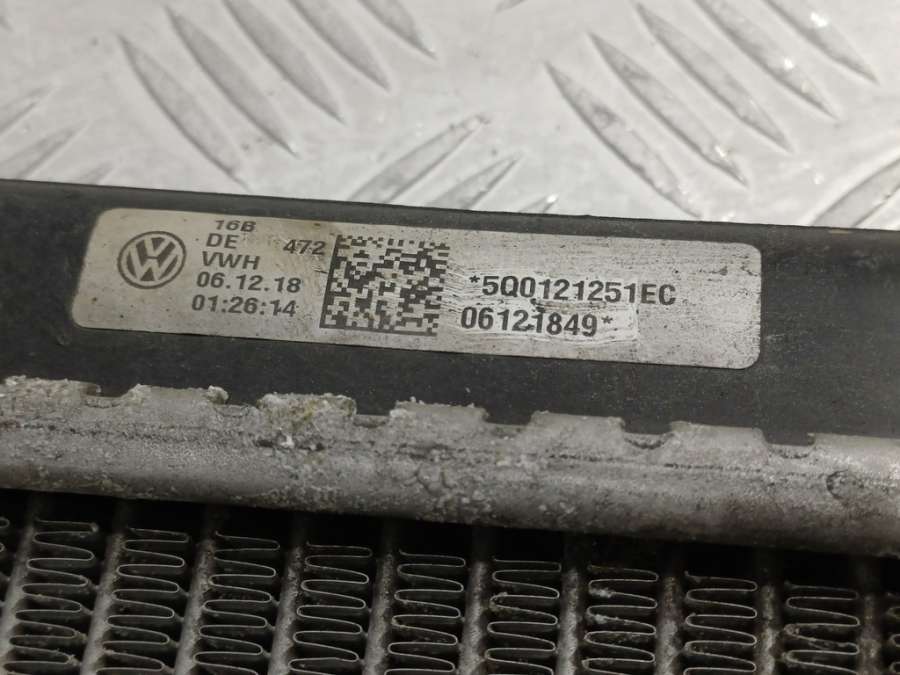 16B
DE 472
VWH
06.12.18
01:26:14
*5Q0121251EC
06121849*